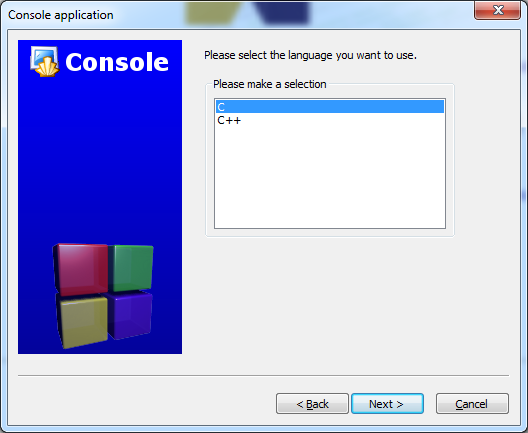 Console application
Console
Please select the language you want to use.
Please make a selection
C
C++
< Back
Next >
Cancel